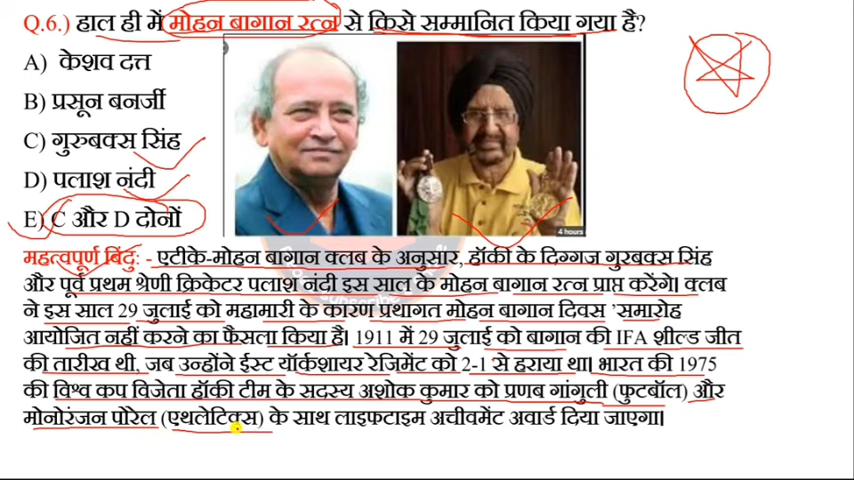 Q.6.) हाल ही में मोहन बागान रत्न से किसे सम्मानित किया गया है?
A) केशव दत्त
B) प्रसून बनर्जी
C) गुरुबक्स सिंह
D) पलाश नंदी
E) C और D दोनों
4 hours
महत्वपूर्ण बिंदु: - एटीके-मोहन बागान क्लब के अनुसार, हॉकी के दिग्गज गुरबक्स सिंह
और पूर्व प्रथम श्रेणी क्रिकेटर पलाश नंदी इस साल के मोहन बागान रत्न प्राप्त करेंगे। क्लब
ने इस साल 29 जुलाई को महामारी के कारण प्रथागत मोहन बागान दिवस 'समारोह
आयोजित नहीं करने का फैसला किया है। 1911 में 29 जुलाई को बागान की IFA शील्ड जीत
की तारीख थी, जब उन्होंने ईस्ट यॉर्कशायर रेजिमेंट को 2-1 से हराया था। भारत की 1975
की विश्व कप विजेता हॉकी टीम के सदस्य अशोक कुमार को प्रणब गांगुली (फुटबॉल) और
मोनोरंजन पोरेल (एथलेटिक्स) के साथ लाइफटाइम अचीवमेंट अवार्ड दिया जाएगा।